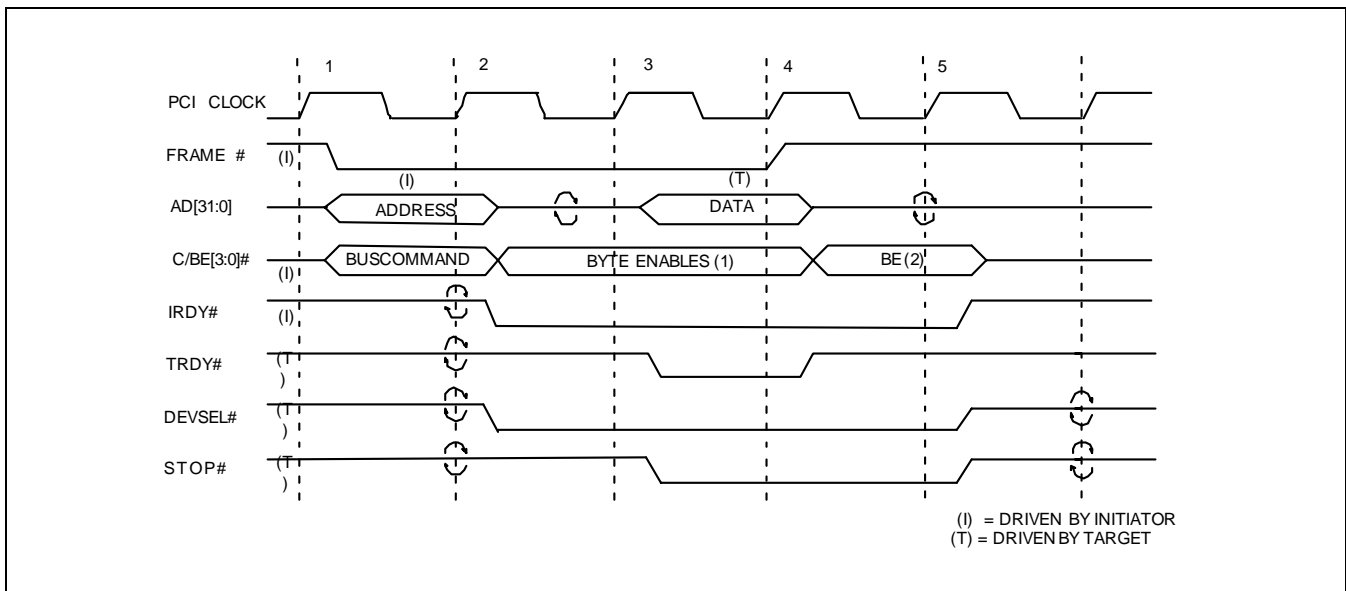 1 2 3 4 5
PCI CLOCK
FRAME # (I)
(I) (T)
AD[31:0] ADDRESS DATA
C/BE[3:0]# (I) BUSCOMMAND BYTE ENABLES (1) BE (2)
IRDY# (I)
TRDY# (T
)
DEVSEL# (T
)
STOP# (T
)
(I) = DRIVEN BY INITIATOR
(T) = DRIVEN BY TARGET